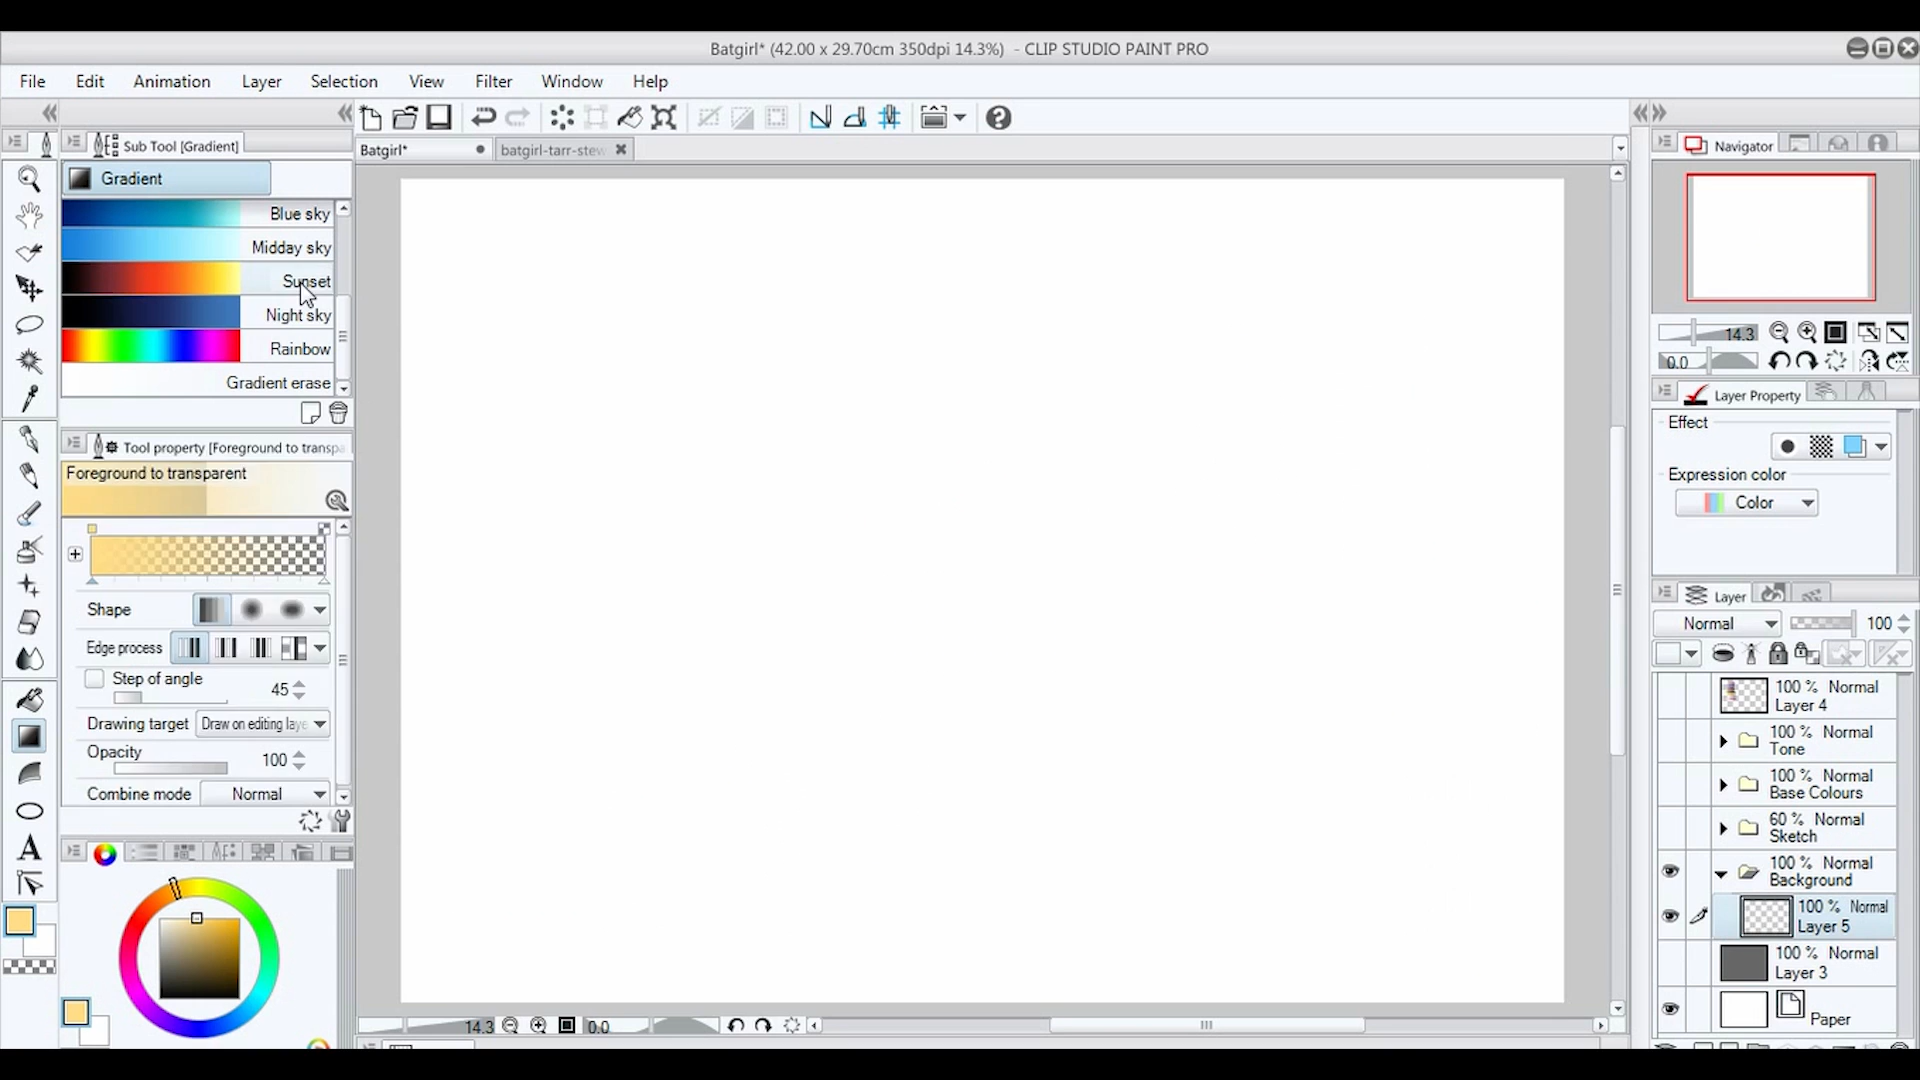 Batgirl* (42.00 x 29.70cm 350dpi 14.3%) - CLIP STUDIO PAINT PRO
File Edit Animation Layer Selection View Filter Window Help
Sub Tool [Gradient]
Batgirl*
batgirl-tarr-stew
Navigator
Gradient
Blue sky
Midday sky
Sunset
Night sky
Rainbow
Gradient erase
14.3
0.0
Layer Property
Effect
Expression color
Color
Tool property [Foreground to transpa
Foreground to transparent
Shape
Edge process
Step of angle
45
Drawing target Draw on editing laye
Opacity
100
Combine mode Normal
Layer
Normal 100
100 % Normal
Layer 4
100 % Normal
Tone
100 % Normal
Base Colours
60 % Normal
Sketch
100 % Normal
Background
100 % Normal
Layer 5
100 % Normal
Layer 3
Paper
14.3
0.0